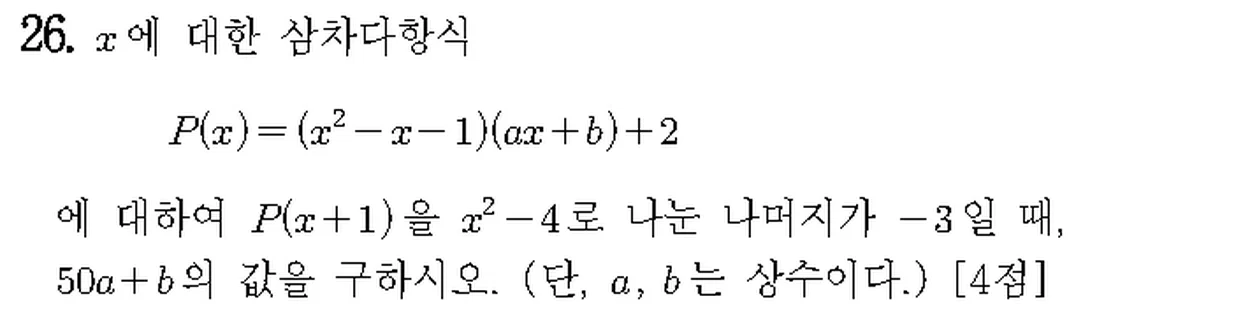 26. x에 대한 삼차다항식
P(x)=(x²-x-1)(ax+b)+2
에 대하여 P(x+1)을 x²-4로 나눈 나머지가 -3일 때,
50a+b의 값을 구하시오. (단, a, b는 상수이다.) [4점]